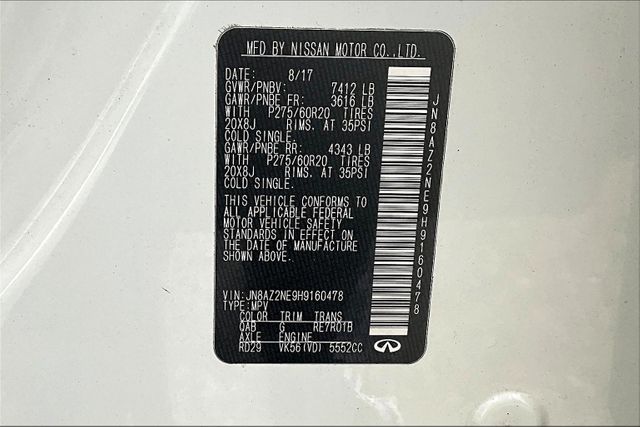 MFD BY NISSAN MOTOR CO.,LTD.
DATE: 8/17
GVWR/PNBV: 7412 LB
GAWR/PNBE FR: 3616 LB
WITH P275/60R20 TIRES
20X8J RIMS. AT 35PSI
COLD SINGLE.
GAWR/PNBE RR: 4343 LB
WITH P275/60R20 TIRES
20X8J RIMS. AT 35PSI
COLD SINGLE.
THIS VEHICLE CONFORMS TO
ALL APPLICABLE FEDERAL
MOTOR VEHICLE SAFETY
STANDARDS IN EFFECT ON
THE DATE OF MANUFACTURE
SHOWN ABOVE.
VIN:JN8AZ2NE9H9160478
TYPE:MPV
COLOR TRIM TRANS
QAB G RE7R01B
AXLE ENGINE
RD29 VK56(VD) 5552CC
JN8AZ2NE9H9160478